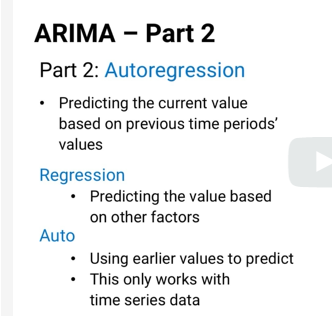 ARIMA – Part 2
Part 2: Autoregression
• Predicting the current value
based on previous time periods’
values
Regression
• Predicting the value based
on other factors
Auto
• Using earlier values to predict
• This only works with
time series data